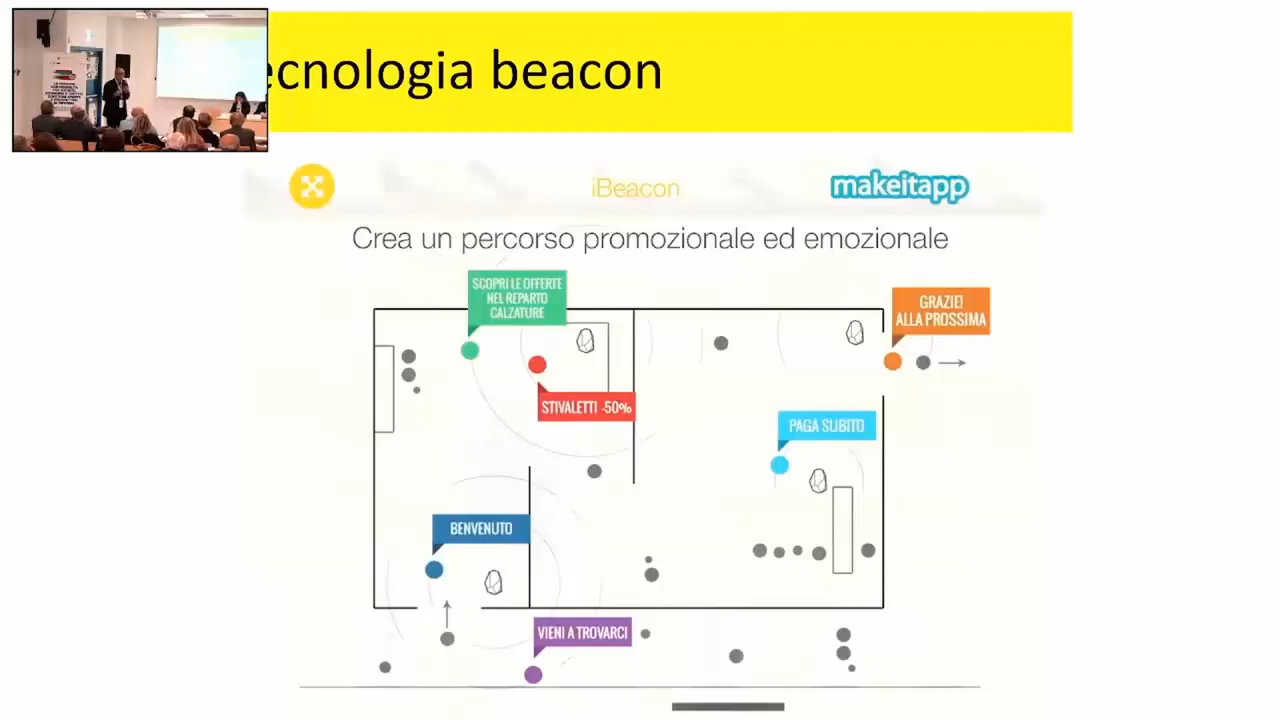 ecnologia beacon
iBeacon
makeitapp
Crea un percorso promozionale ed emozionale
SCOPRI LE OFFERTE
NEL REPARTO
CALZATURE
GRAZIE!
ALLA PROSSIMA
STIVALETTI -50%
PAGA SUBITO
BENVENUTO
VIENI A TROVARCI